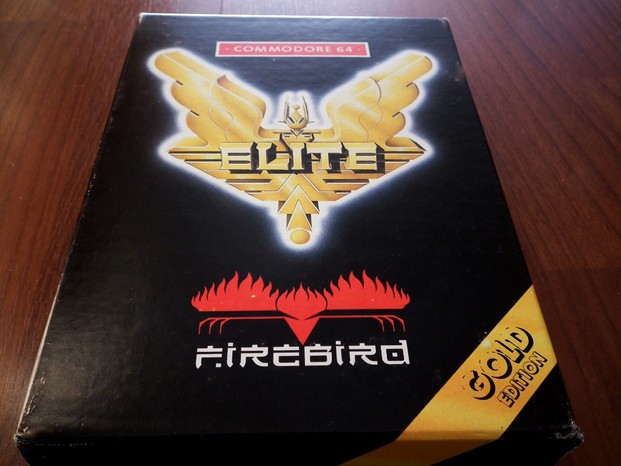 · COMMODORE 64 ·
ELITE
FIREBIRD
GOLD
EDITION